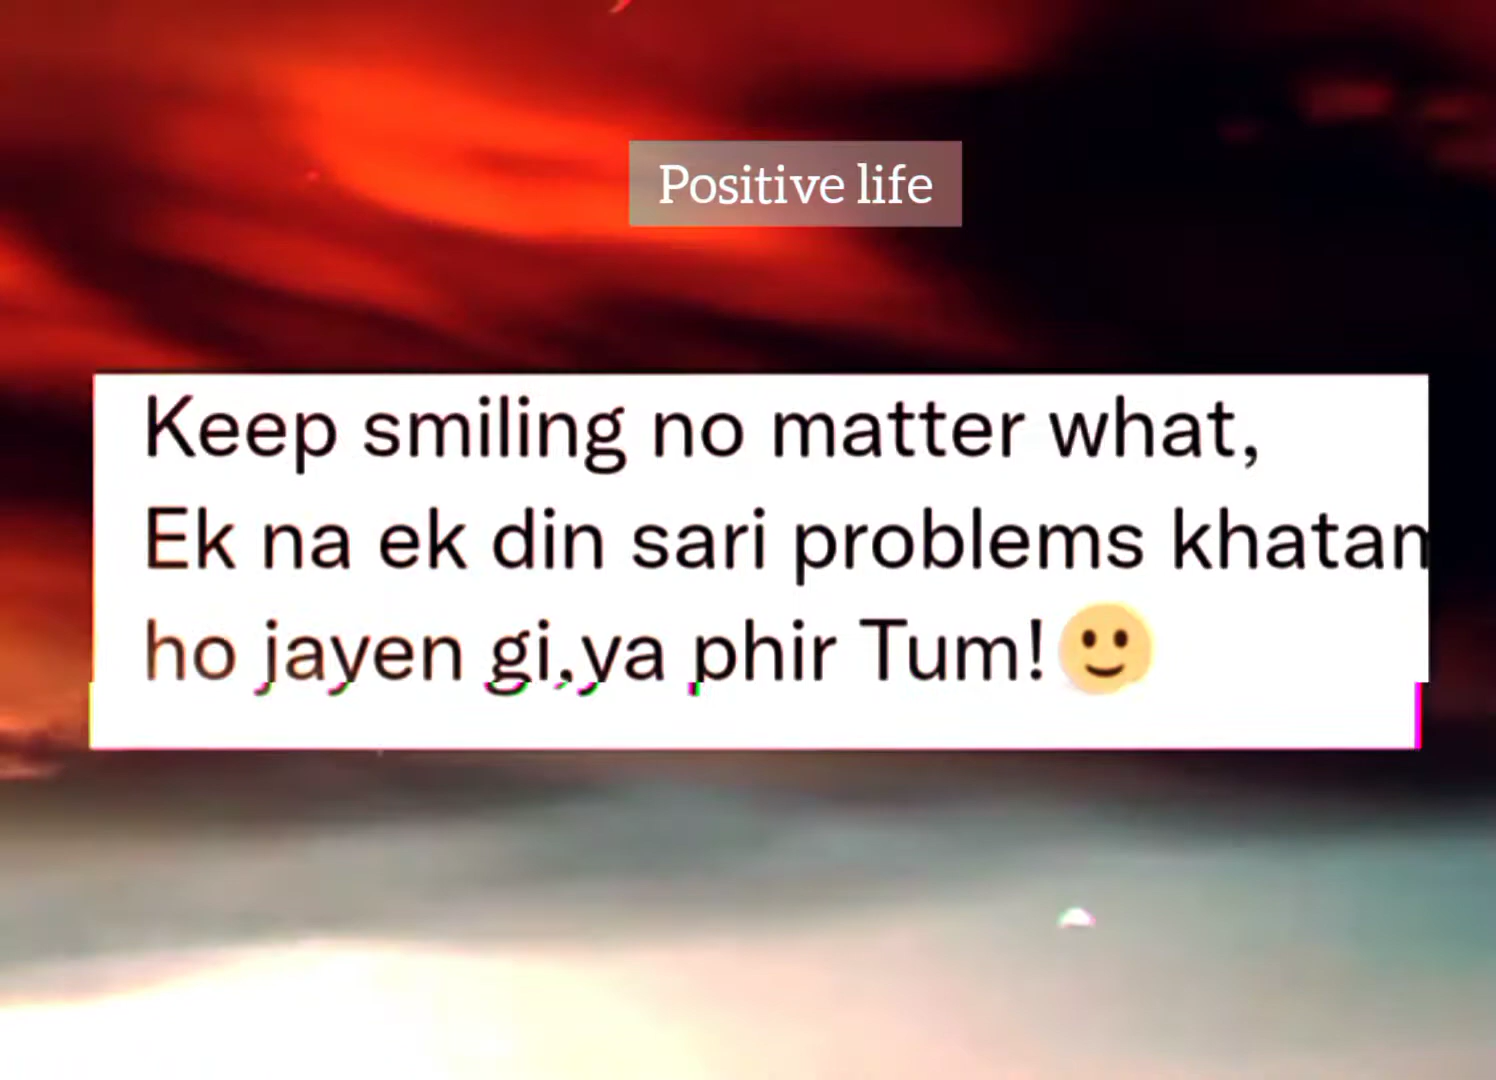 Positive life
Keep smiling no matter what,
Ek na ek din sari problems khatam
ho jayen gi,ya phir Tum!🙂